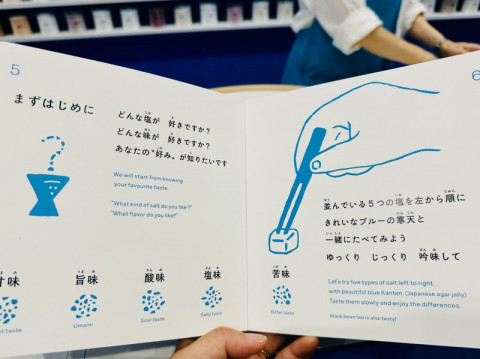 5
まずはじめに
どんな塩が 好きですか?
どんな味が 好きですか?
あなたの“好み„ が知りたいです
We will start from knowing
your favourite taste
"What kind of salt do you like ?"
"What flavor do you like?"
味
旨味
酸味
塩味
taste
Umami
Sour taste
Salty taste
6
並んでいる5つの塩を左から順に
きれいなブルーの寒天と
一緒にたべてみよう
ゆっくり じっくり 吟味して
苦味
Bitter taste
Let's try five types of salt left to right
with beautiful blue Kanten. (Japanese agar jelly)
Taste them slowly and enjoy the differences.
black bean tea is also tasty!